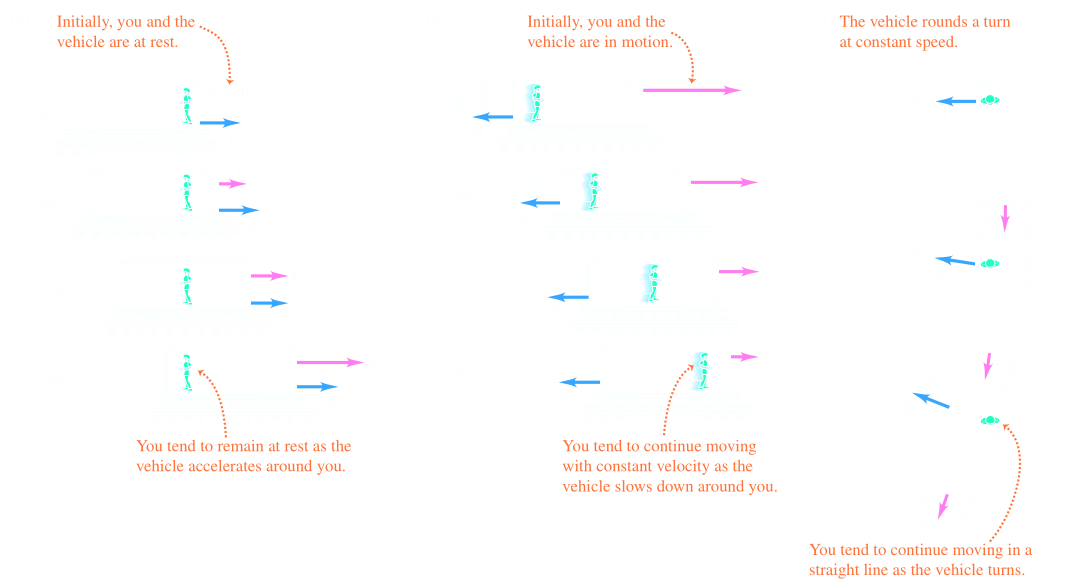 Initially, you and the
vehicle are at rest.
Initially, you and the
vehicle are in motion.
The vehicle rounds a turn
at constant speed.
You tend to remain at rest as the
vehicle accelerates around you.
You tend to continue moving
with constant velocity as the
vehicle slows down around you.
You tend to continue moving in a
straight line as the vehicle turns.